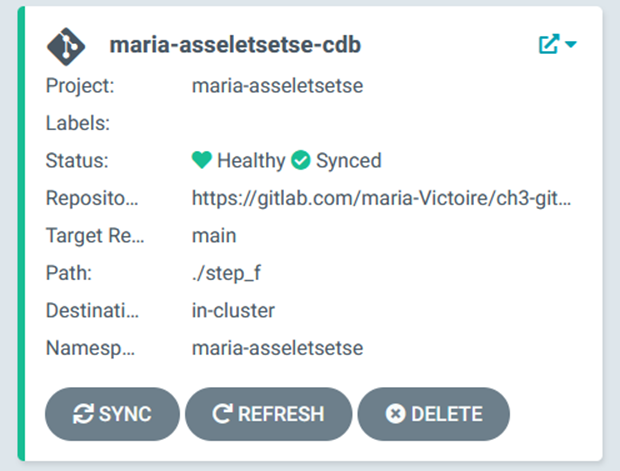 maria-asseletsetse-cdb
Project: maria-asseletsetse
Labels:
Status: Healthy Synced
Reposito... https://gitlab.com/maria-Victoire/ch3-git...
Target Re... main
Path: ./step_f
Destinati... in-cluster
Namesp... maria-asseletsetse
SYNC REFRESH DELETE